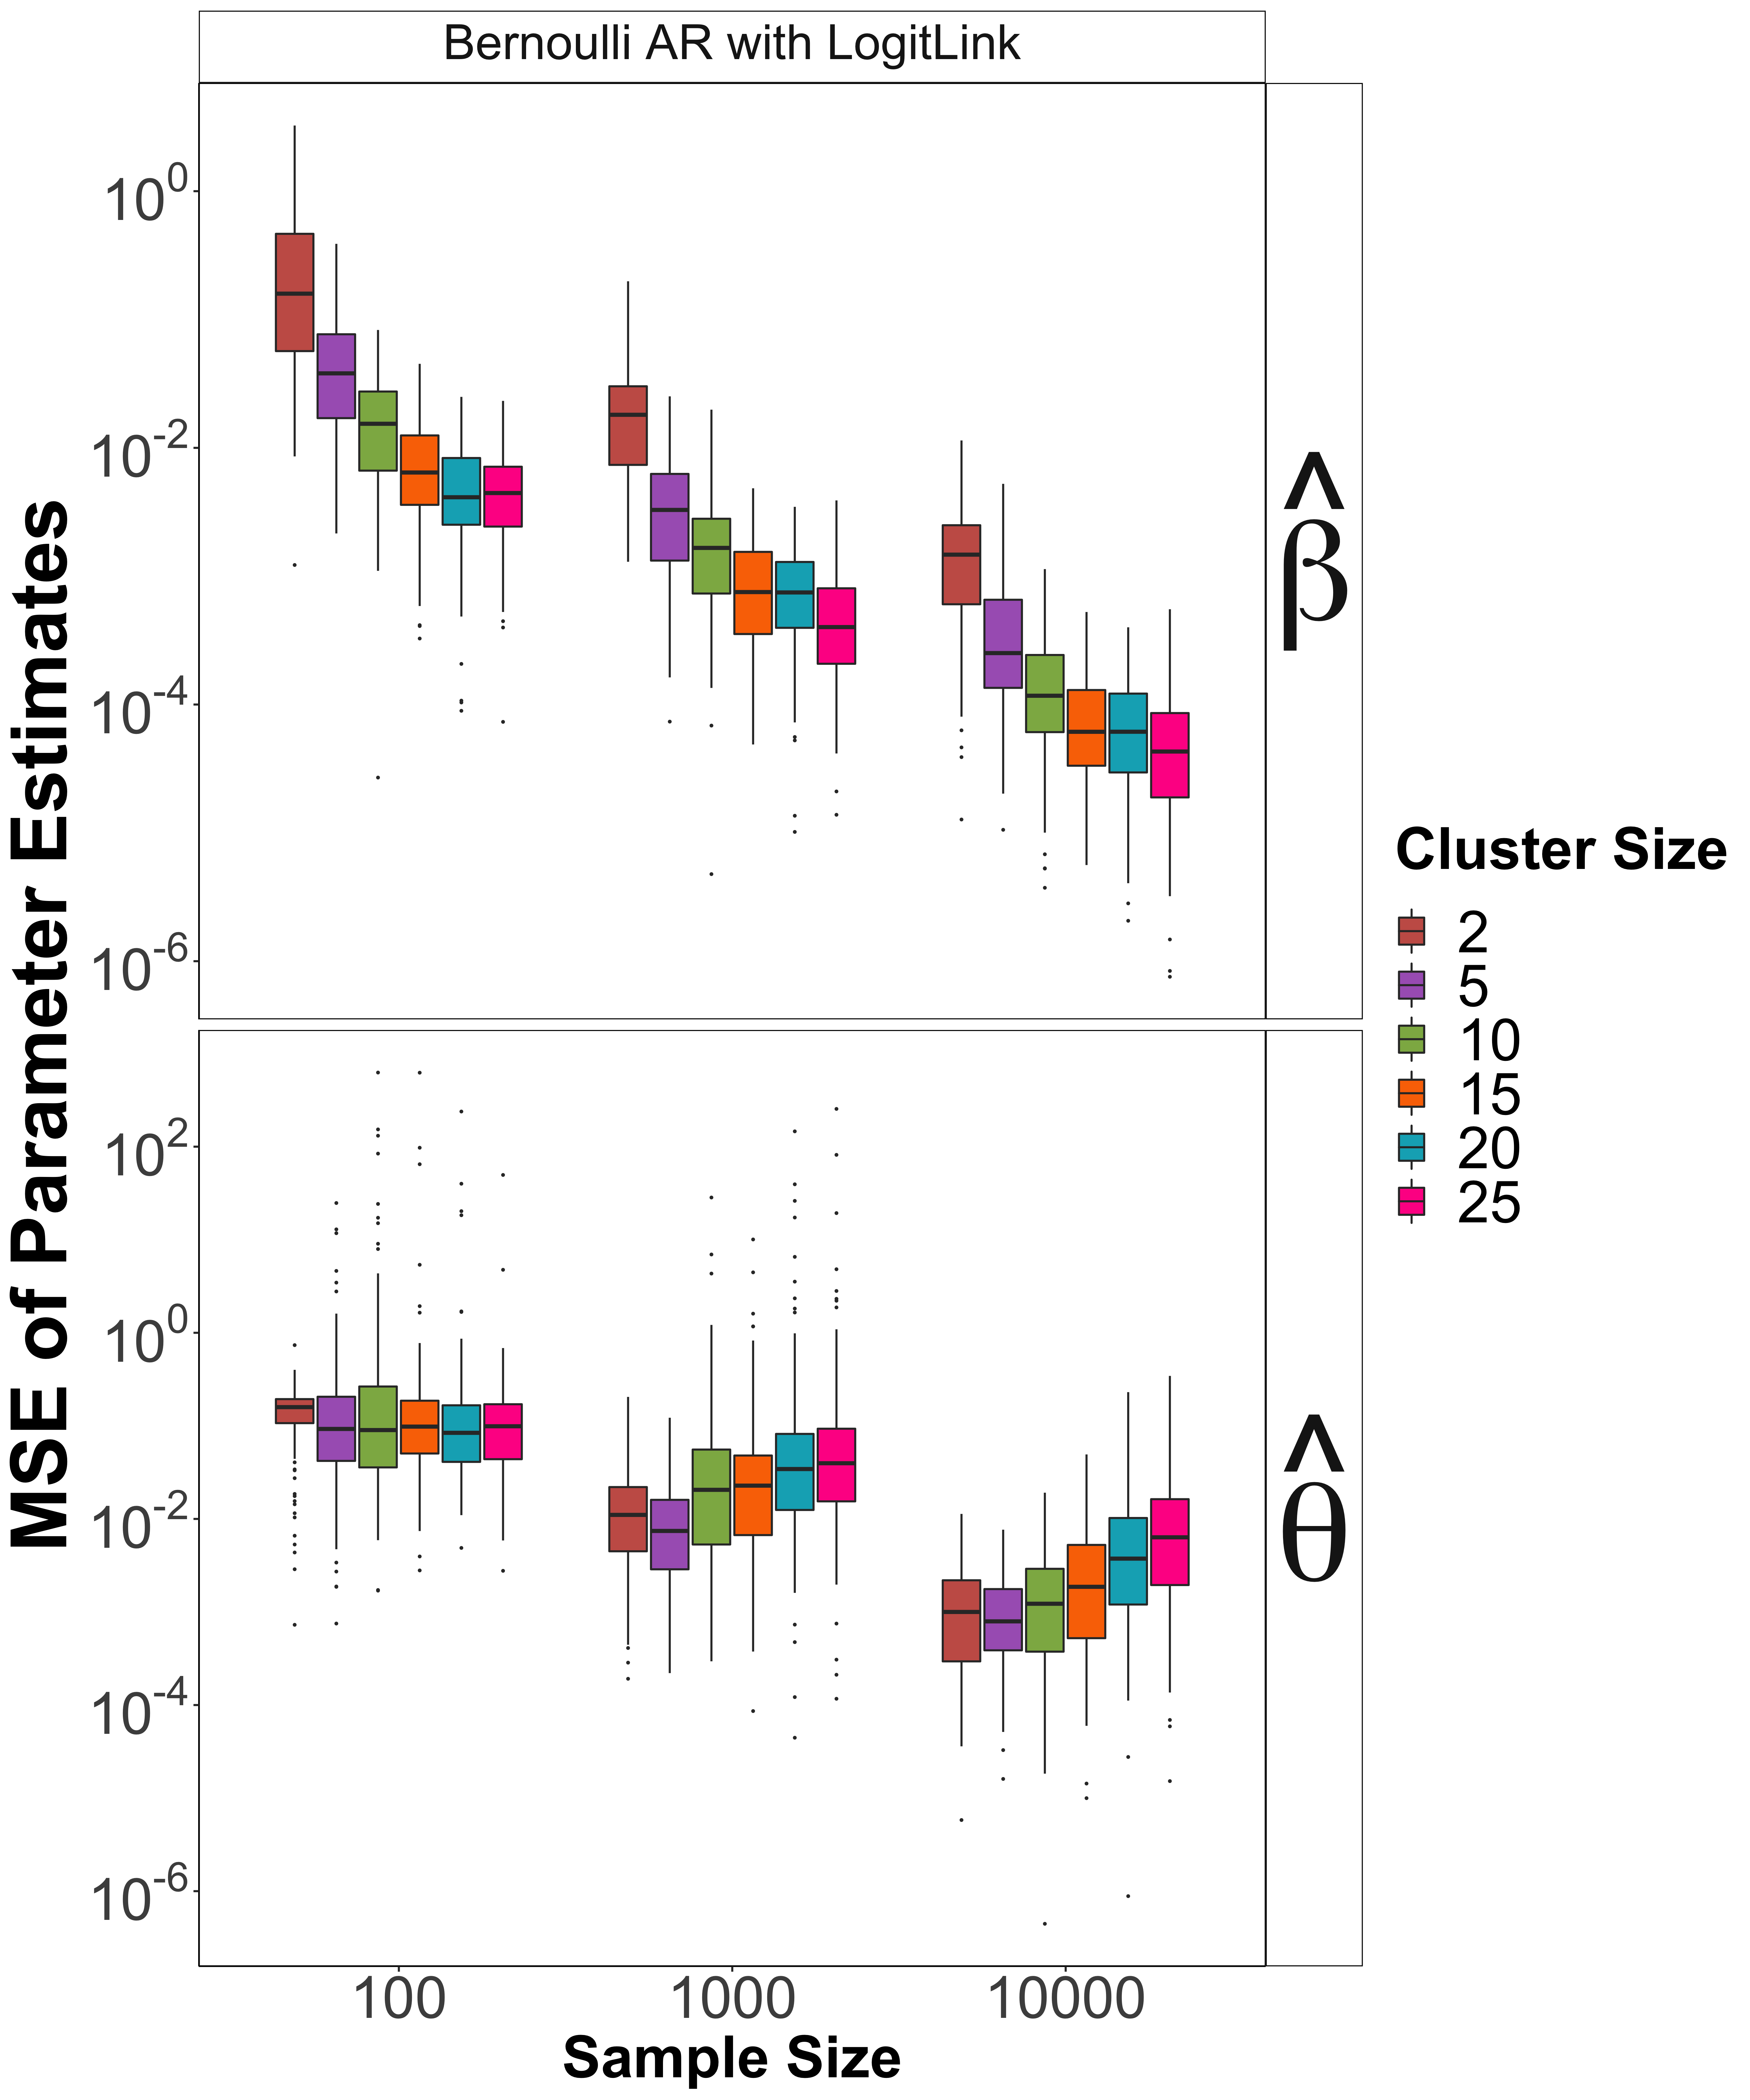 Bernoulli AR with LogitLink
MSE of Parameter Estimates
10^0
10^-2
10^-4
10^-6
β̂
10^2
10^0
10^-2
10^-4
10^-6
θ̂
100 1000 10000
Sample Size
Cluster Size
2
5
10
15
20
25